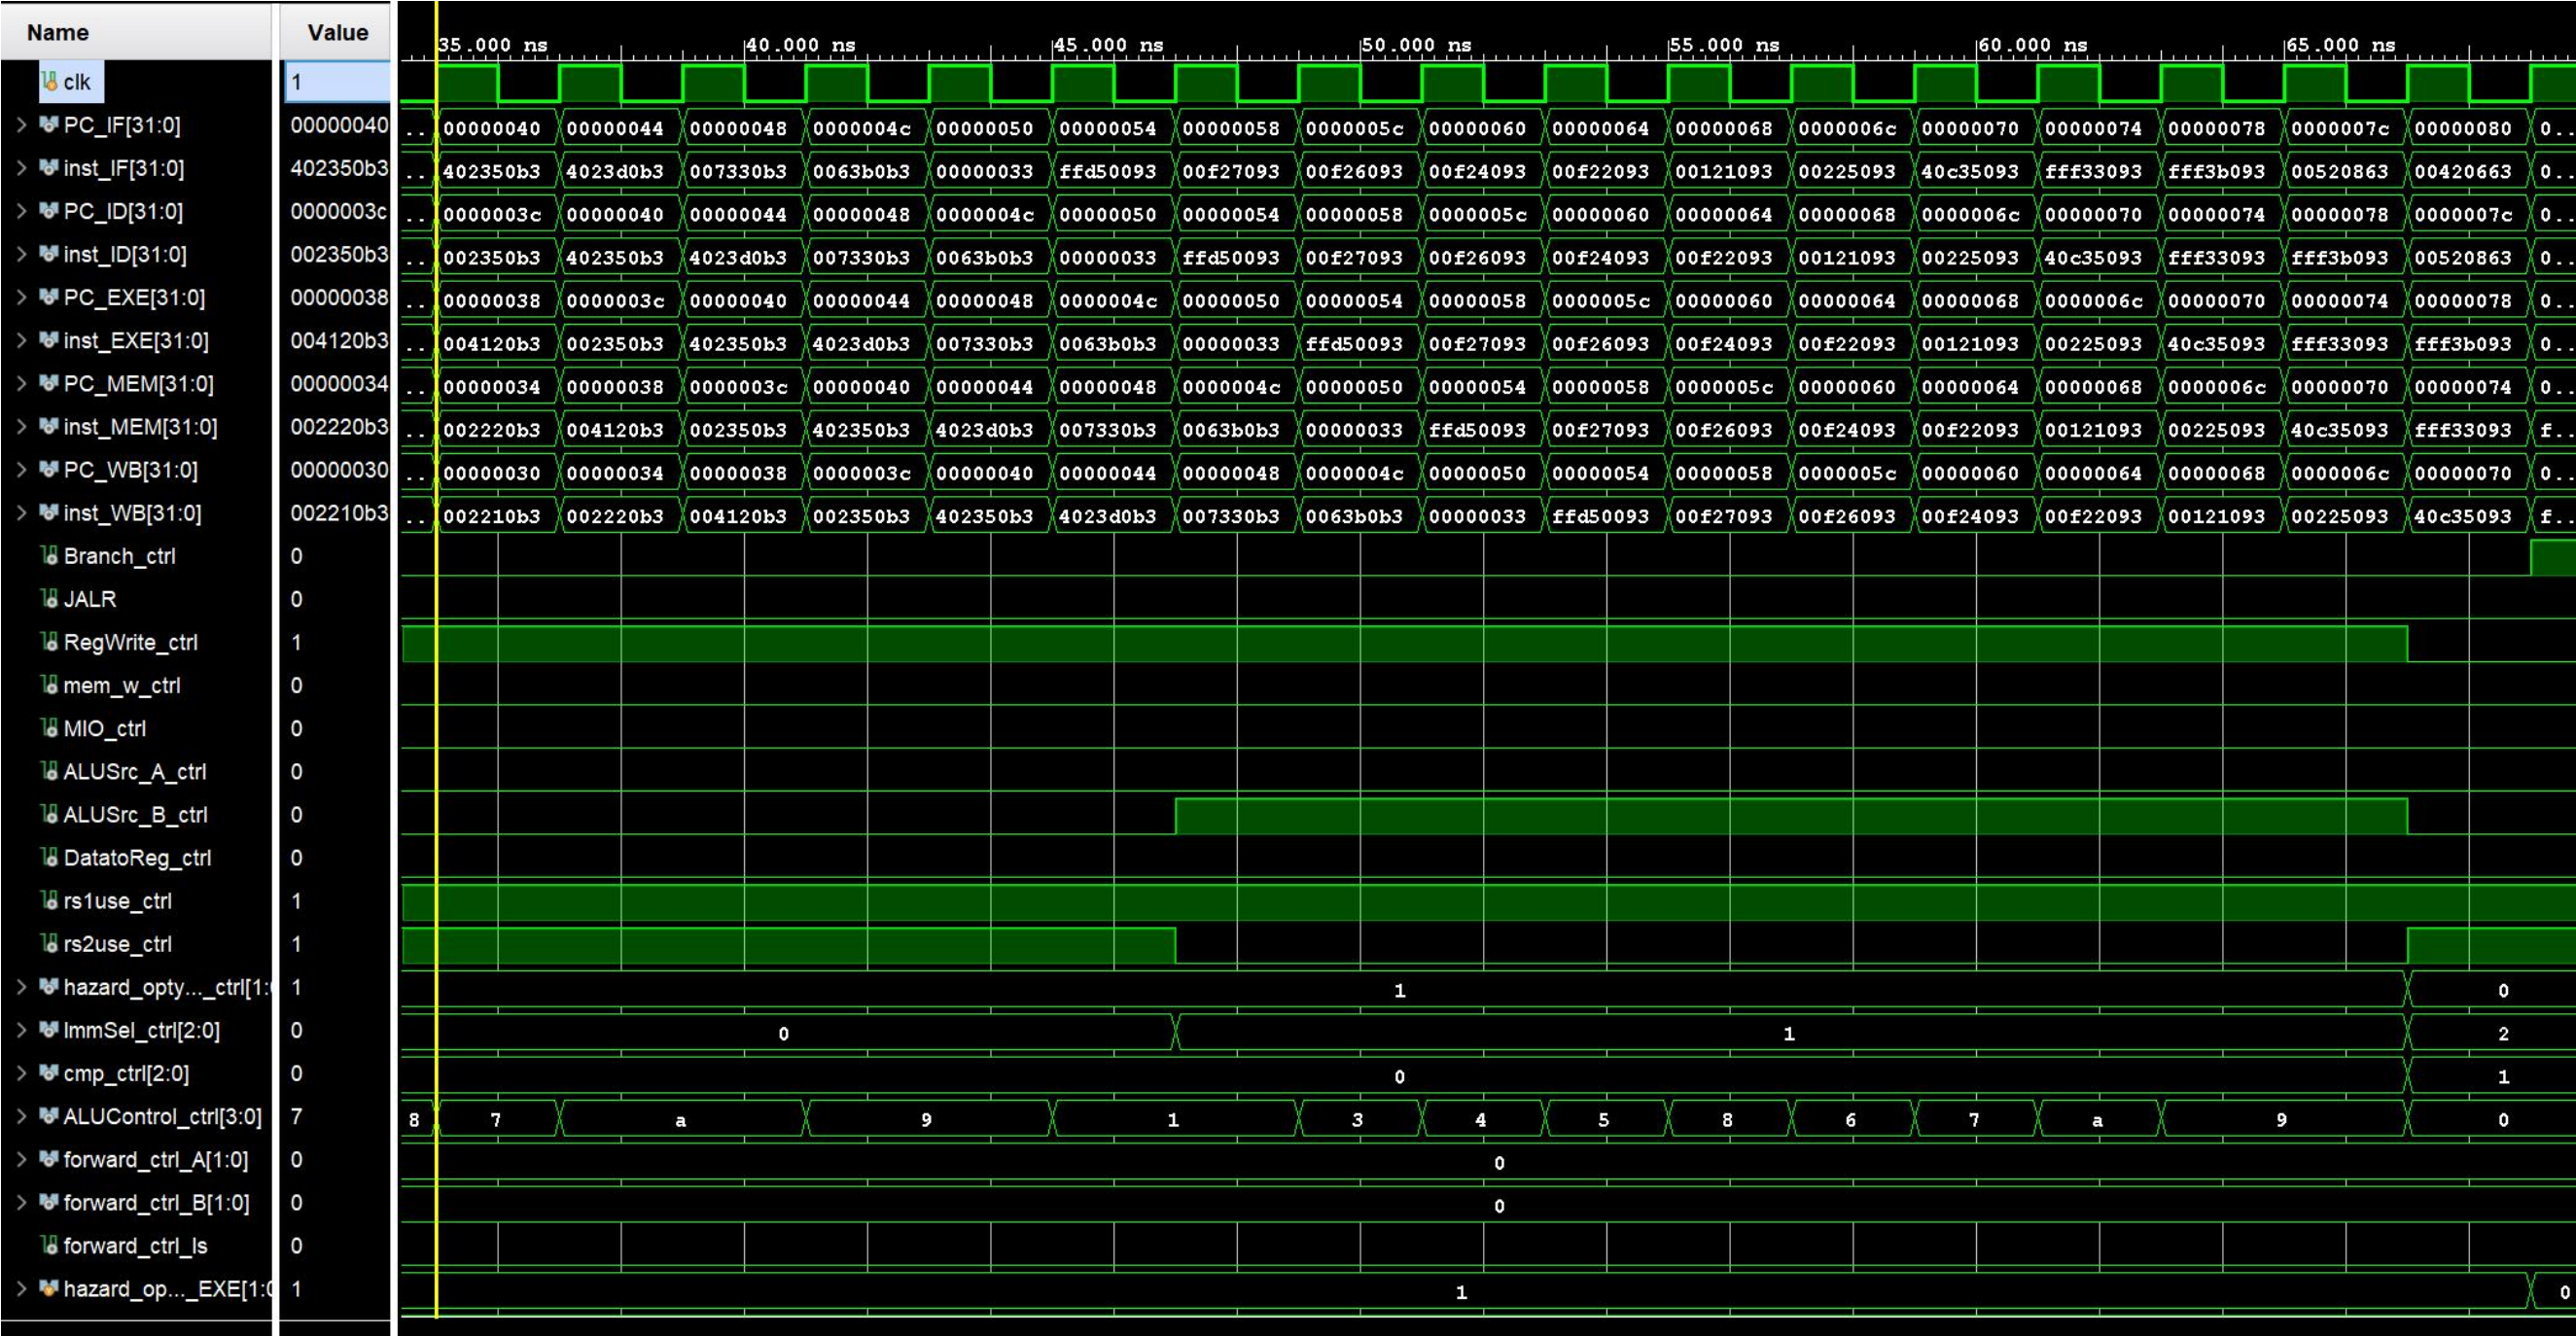 Name Value 35.000 ns 40.000 ns 45.000 ns 50.000 ns 55.000 ns 60.000 ns 65.000 ns
clk 1
> PC_IF[31:0] 00000040 .. 00000040 00000044 00000048 0000004c 00000050 00000054 00000058 0000005c 00000060 00000064 00000068 0000006c 00000070 00000074 00000078 0000007c 00000080 0..
> inst_IF[31:0] 402350b3 .. 402350b3 4023d0b3 007330b3 0063b0b3 00000033 ffd50093 00f27093 00f26093 00f24093 00f22093 00121093 00225093 40c35093 fff33093 fff3b093 00520863 00420663 0..
> PC_ID[31:0] 0000003c .. 0000003c 00000040 00000044 00000048 0000004c 00000050 00000054 00000058 0000005c 00000060 00000064 00000068 0000006c 00000070 00000074 00000078 0000007c 0..
> inst_ID[31:0] 002350b3 .. 002350b3 402350b3 4023d0b3 007330b3 0063b0b3 00000033 ffd50093 00f27093 00f26093 00f24093 00f22093 00121093 00225093 40c35093 fff33093 fff3b093 00520863 0..
> PC_EXE[31:0] 00000038 .. 00000038 0000003c 00000040 00000044 00000048 0000004c 00000050 00000054 00000058 0000005c 00000060 00000064 00000068 0000006c 00000070 00000074 00000078 0..
> inst_EXE[31:0] 004120b3 .. 004120b3 002350b3 402350b3 4023d0b3 007330b3 0063b0b3 00000033 ffd50093 00f27093 00f26093 00f24093 00f22093 00121093 00225093 40c35093 fff33093 fff3b093 0..
> PC_MEM[31:0] 00000034 .. 00000034 00000038 0000003c 00000040 00000044 00000048 0000004c 00000050 00000054 00000058 0000005c 00000060 00000064 00000068 0000006c 00000070 00000074 0..
> inst_MEM[31:0] 002220b3 .. 002220b3 004120b3 002350b3 402350b3 4023d0b3 007330b3 0063b0b3 00000033 ffd50093 00f27093 00f26093 00f24093 00f22093 00121093 00225093 40c35093 fff33093 f..
> PC_WB[31:0] 00000030 .. 00000030 00000034 00000038 0000003c 00000040 00000044 00000048 0000004c 00000050 00000054 00000058 0000005c 00000060 00000064 00000068 0000006c 00000070 0..
> inst_WB[31:0] 002210b3 .. 002210b3 002220b3 004120b3 002350b3 402350b3 4023d0b3 007330b3 0063b0b3 00000033 ffd50093 00f27093 00f26093 00f24093 00f22093 00121093 00225093 40c35093 f..
Branch_ctrl 0
JALR 0
RegWrite_ctrl 1
mem_w_ctrl 0
MIO_ctrl 0
ALUSrc_A_ctrl 0
ALUSrc_B_ctrl 0
DatatoReg_ctrl 0
rs1use_ctrl 1
rs2use_ctrl 1
> hazard_opty..._ctrl[1:0 1 1 0
> ImmSel_ctrl[2:0] 0 0 1 2
> cmp_ctrl[2:0] 0 0 1
> ALUControl_ctrl[3:0] 7 8 7 a 9 1 3 4 5 8 6 7 a 9 0
> forward_ctrl_A[1:0] 0 0
> forward_ctrl_B[1:0] 0 0
forward_ctrl_ls 0
> hazard_op..._EXE[1:0 1 1 0